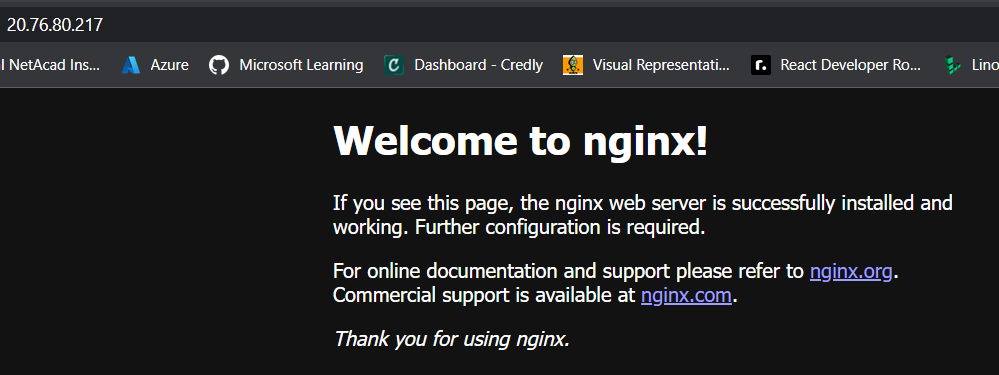 20.76.80.217
l NetAcad Ins... Azure Microsoft Learning Dashboard - Credly Visual Representati... React Developer Ro... Lino
Welcome to nginx!
If you see this page, the nginx web server is successfully installed and
working. Further configuration is required.
For online documentation and support please refer to nginx.org.
Commercial support is available at nginx.com.
Thank you for using nginx.